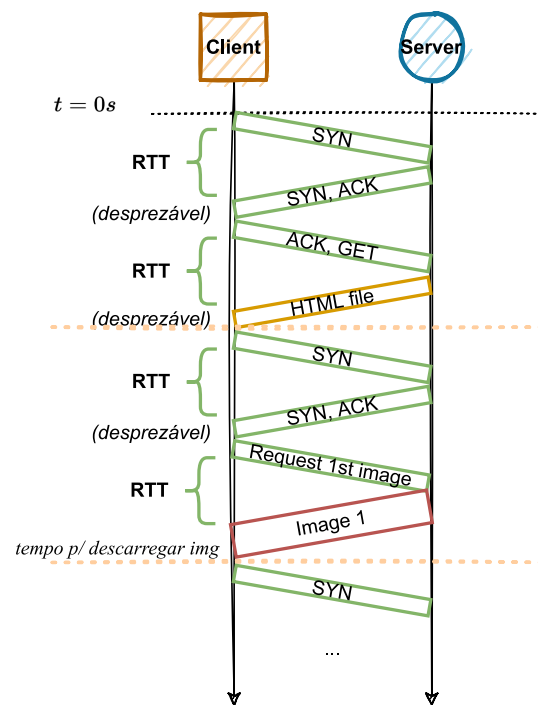 Client
Server
t = 0s
SYN
RTT
SYN, ACK
(desprezável)
ACK, GET
RTT
HTML file
(desprezável)
SYN
RTT
SYN, ACK
(desprezável)
Request 1st image
RTT
Image 1
tempo p/ descarregar img
SYN
...